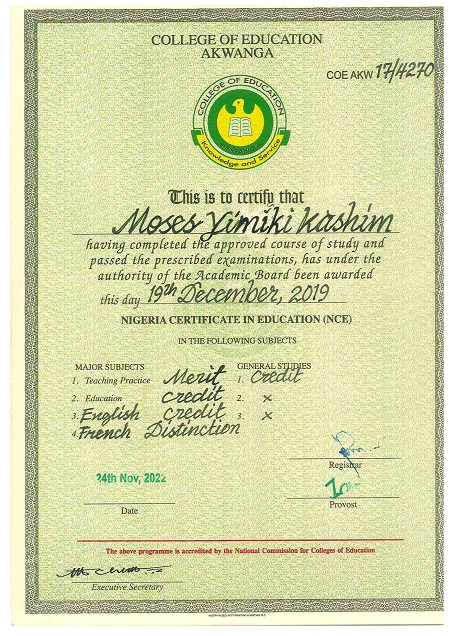 COLLEGE OF EDUCATION
AKWANGA
COE AKW 17/4270
COLLEGE OF EDUCATION
Knowledge and Service
This is to certify that
Moses Yimiki Kashim
having completed the approved course of study and
passed the prescribed examinations, has under the
authority of the Academic Board been awarded
this day 19th December, 2019
NIGERIA CERTIFICATE IN EDUCATION (NCE)
IN THE FOLLOWING SUBJECTS
MAJOR SUBJECTS GENERAL STUDIES
1. Teaching Practice Merit 1. Credit
2. Education Credit 2. x
3. English Credit 3. x
4. French Distinction
Registrar
24th Nov, 2022
Date
Provost
The above programme is accredited by the National Commission for Colleges of Education
Executive Secretary